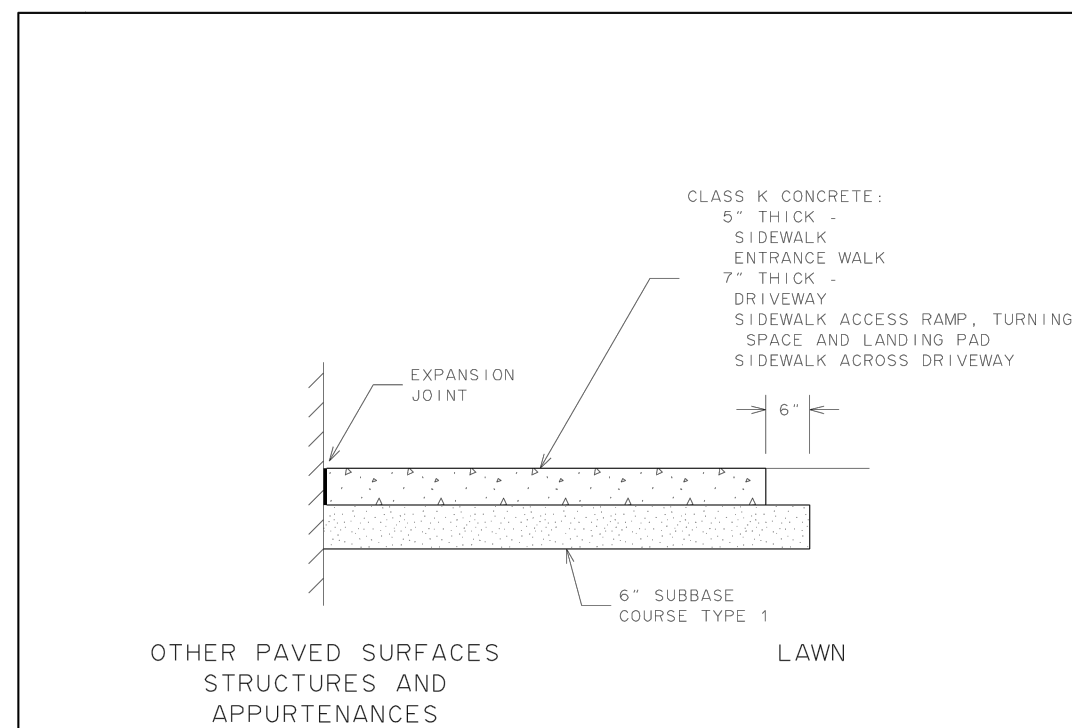 CLASS K CONCRETE:
5" THICK -
SIDEWALK
ENTRANCE WALK
7" THICK -
DRIVEWAY
SIDEWALK ACCESS RAMP, TURNING
SPACE AND LANDING PAD
SIDEWALK ACROSS DRIVEWAY
EXPANSION
JOINT
6"
6" SUBBASE
COURSE TYPE 1
OTHER PAVED SURFACES
STRUCTURES AND
APPURTENANCES
LAWN